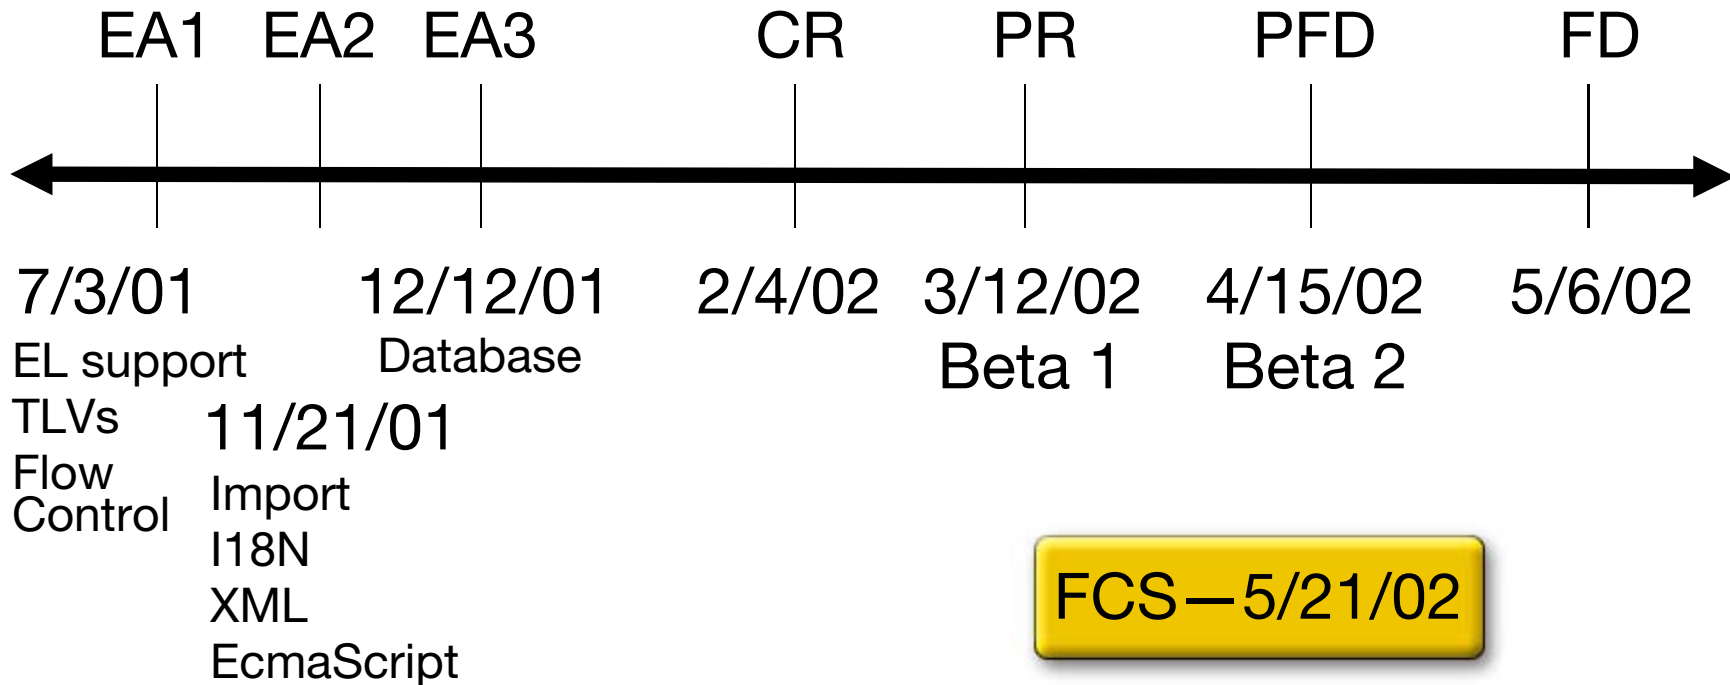 EA1 EA2 EA3 CR PR PFD FD
7/3/01 12/12/01 2/4/02 3/12/02 4/15/02 5/6/02
EL support Database Beta 1 Beta 2
TLVs 11/21/01
Flow
Control
Import
I18N
XML
EcmaScript
FCS—5/21/02